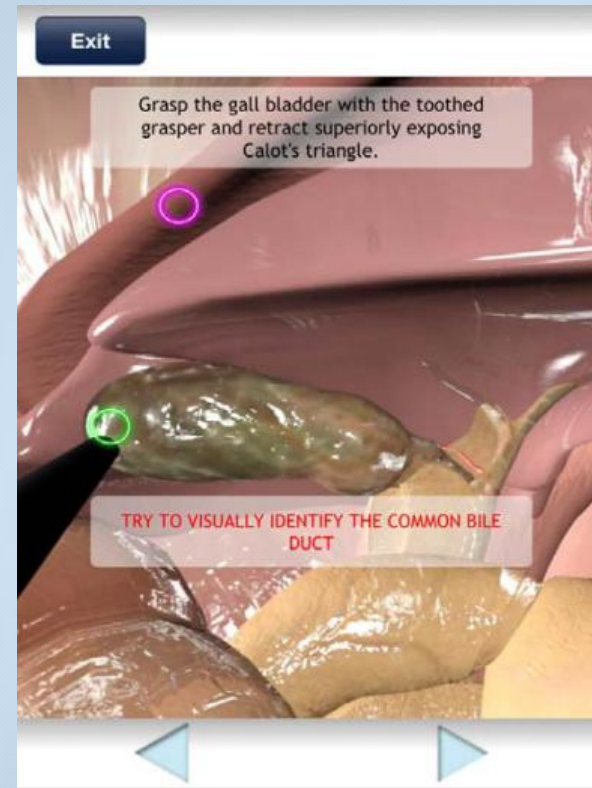 Exit
Grasp the gall bladder with the toothed
grasper and retract superiorly exposing
Calot's triangle.
TRY TO VISUALLY IDENTIFY THE COMMON BILE
DUCT